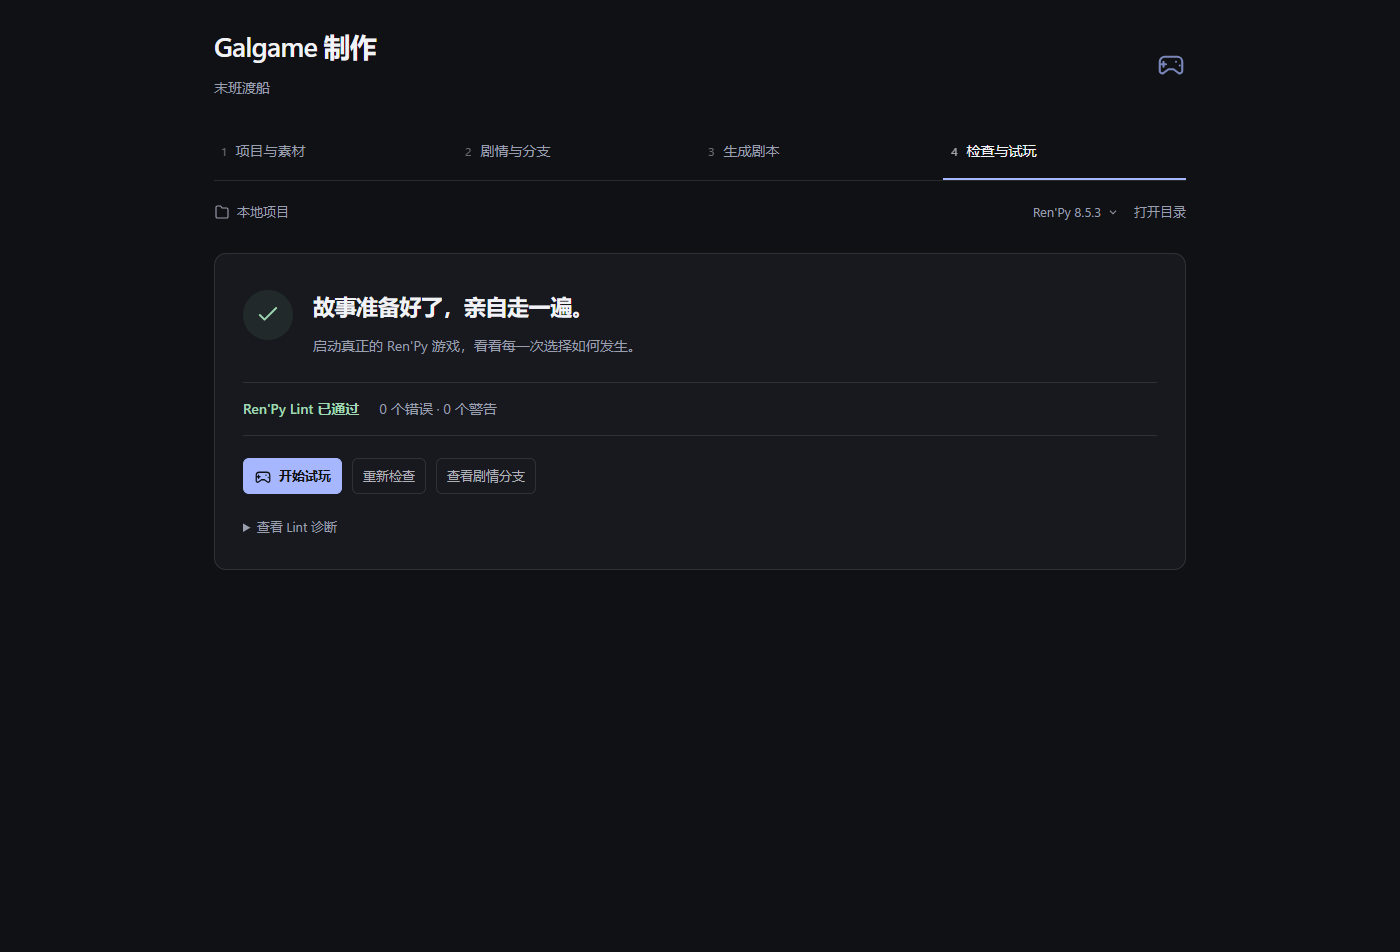 Galgame 制作
末班渡船
1 项目与素材
2 剧情与分支
3 生成剧本
4 检查与试玩
本地项目
Ren'Py 8.5.3
打开目录
故事准备好了，亲自走一遍。
启动真正的 Ren'Py 游戏，看看每一次选择如何发生。
Ren'Py Lint 已通过 0 个错误 · 0 个警告
开始试玩
重新检查
查看剧情分支
查看 Lint 诊断